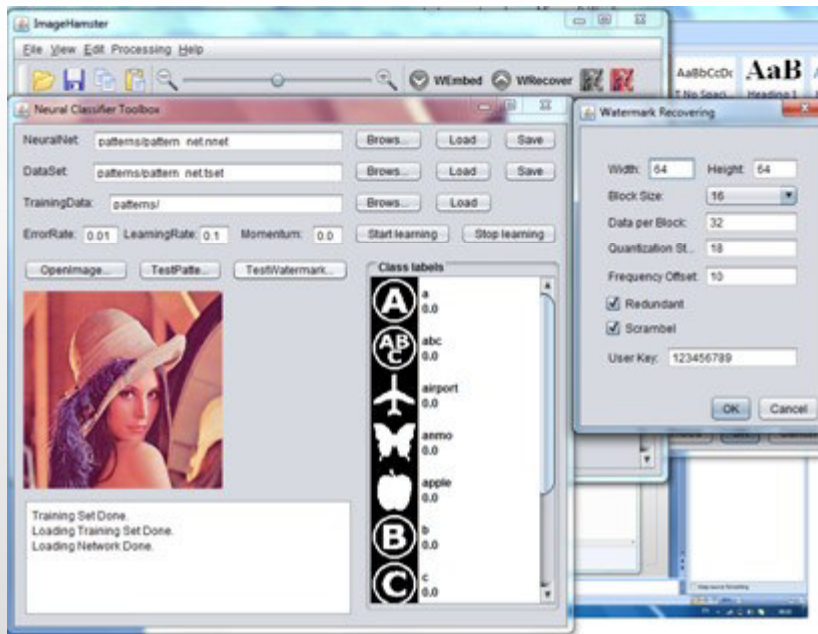 ImageHamster
File View Edit Processing Help
WEmbed WRecover
AaBbCcDc AaB
Heading 1
Neural Classifier Toolbox
NeuralNet: patterns/pattern net.nnet Brows... Load Save
DataSet: patterns/pattern net.tset Brows... Load Save
TrainingData: patterns/ Brows... Load
ErrorRate: 0.01 LearningRate: 0.1 Momentum: 0.0 Start learning Stop learning
OpenImage... TestPatte... TestWatermark...
Class labels
A
a
0.0
ABC
abc
0.0
airport
0.0
anmo
0.0
apple
0.0
B
b
0.0
C
c
0.0
Training Set Done.
Loading Training Set Done.
Loading Network Done.
Watermark Recovering
Width: 64 Height: 64
Block Size: 16
Data per Block: 32
Quantization St... 18
Frequency Offset: 10
Redundant
Scrambel
User Key: 123456789
OK Cancel